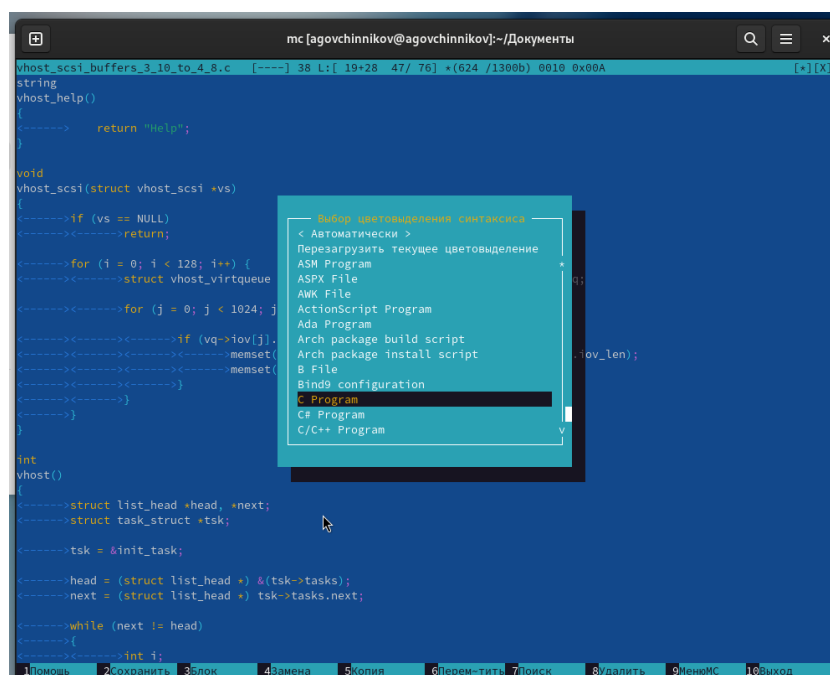 mc [agovchinnikov@agovchinnikov]:~/Документы
vhost_scsi_buffers_3_10_to_4_8.c [----] 38 L:[ 19+28 47/ 76] *(624 /1300b) 0010 0x00A [*][X]
string
vhost_help()
{
<------> return "Help";
}
void
vhost_scsi(struct vhost_scsi *vs)
{
<------>if (vs == NULL)
<------><------>return;
<------>for (i = 0; i < 128; i++) {
<------><------>struct vhost_virtqueue q;
<------><------>for (j = 0; j < 1024; j
<------><------><------>if (vq->iov[j].
<------><------><------><------>memset( .iov_len);
<------><------><------><------>memset(
<------><------><------>}
<------><------>}
<------>}
}
Выбор цветовыделения синтаксиса
< Автоматически >
Перезагрузить текущее цветовыделение
ASM Program
ASPX File
AWK File
ActionScript Program
Ada Program
Arch package build script
Arch package install script
B File
Bind9 configuration
C Program
C# Program
C/C++ Program
int
vhost()
{
<------>struct list_head *head, *next;
<------>struct task_struct *tsk;
<------>tsk = &init_task;
<------>head = (struct list_head *) &(tsk->tasks);
<------>next = (struct list_head *) tsk->tasks.next;
<------>while (next != head)
<------>{
<------><------>int i;
1Помощь 2Сохранить 3Блок 4Замена 5Копия 6Перем~тить 7Поиск 8Удалить 9МенюMC 10Выход